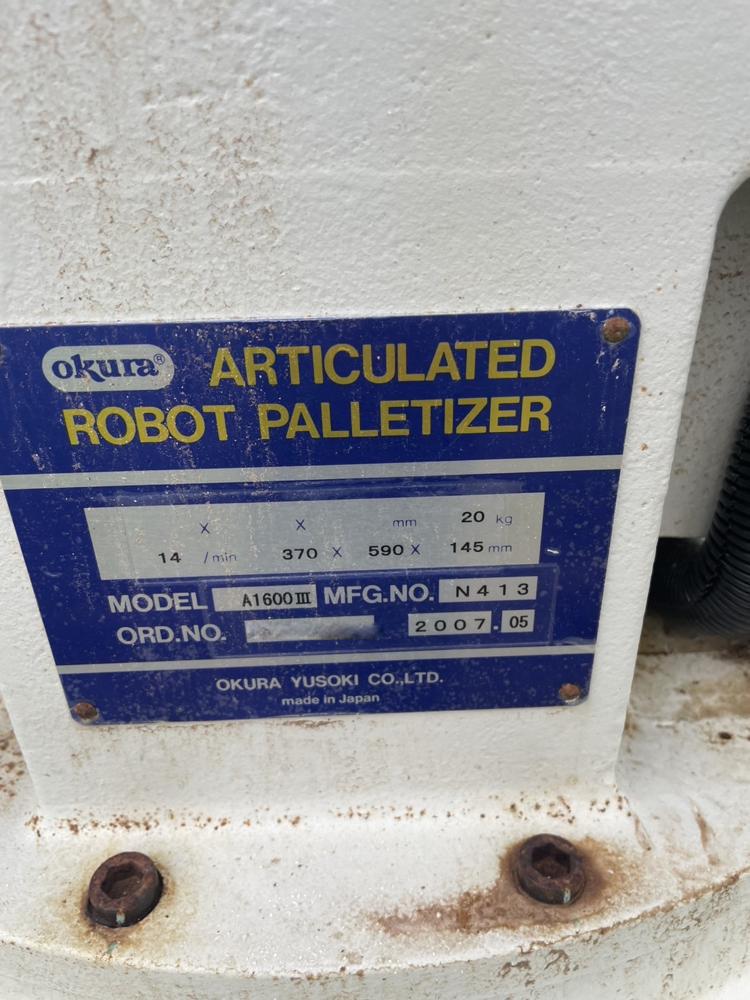 okura® ARTICULATED
ROBOT PALLETIZER
X X mm 20 kg
14 /min 370 X 590 X 145 mm
MODEL A1600III MFG.NO. N413
ORD.NO. 2007.05
OKURA YUSOKI CO.,LTD.
made in Japan